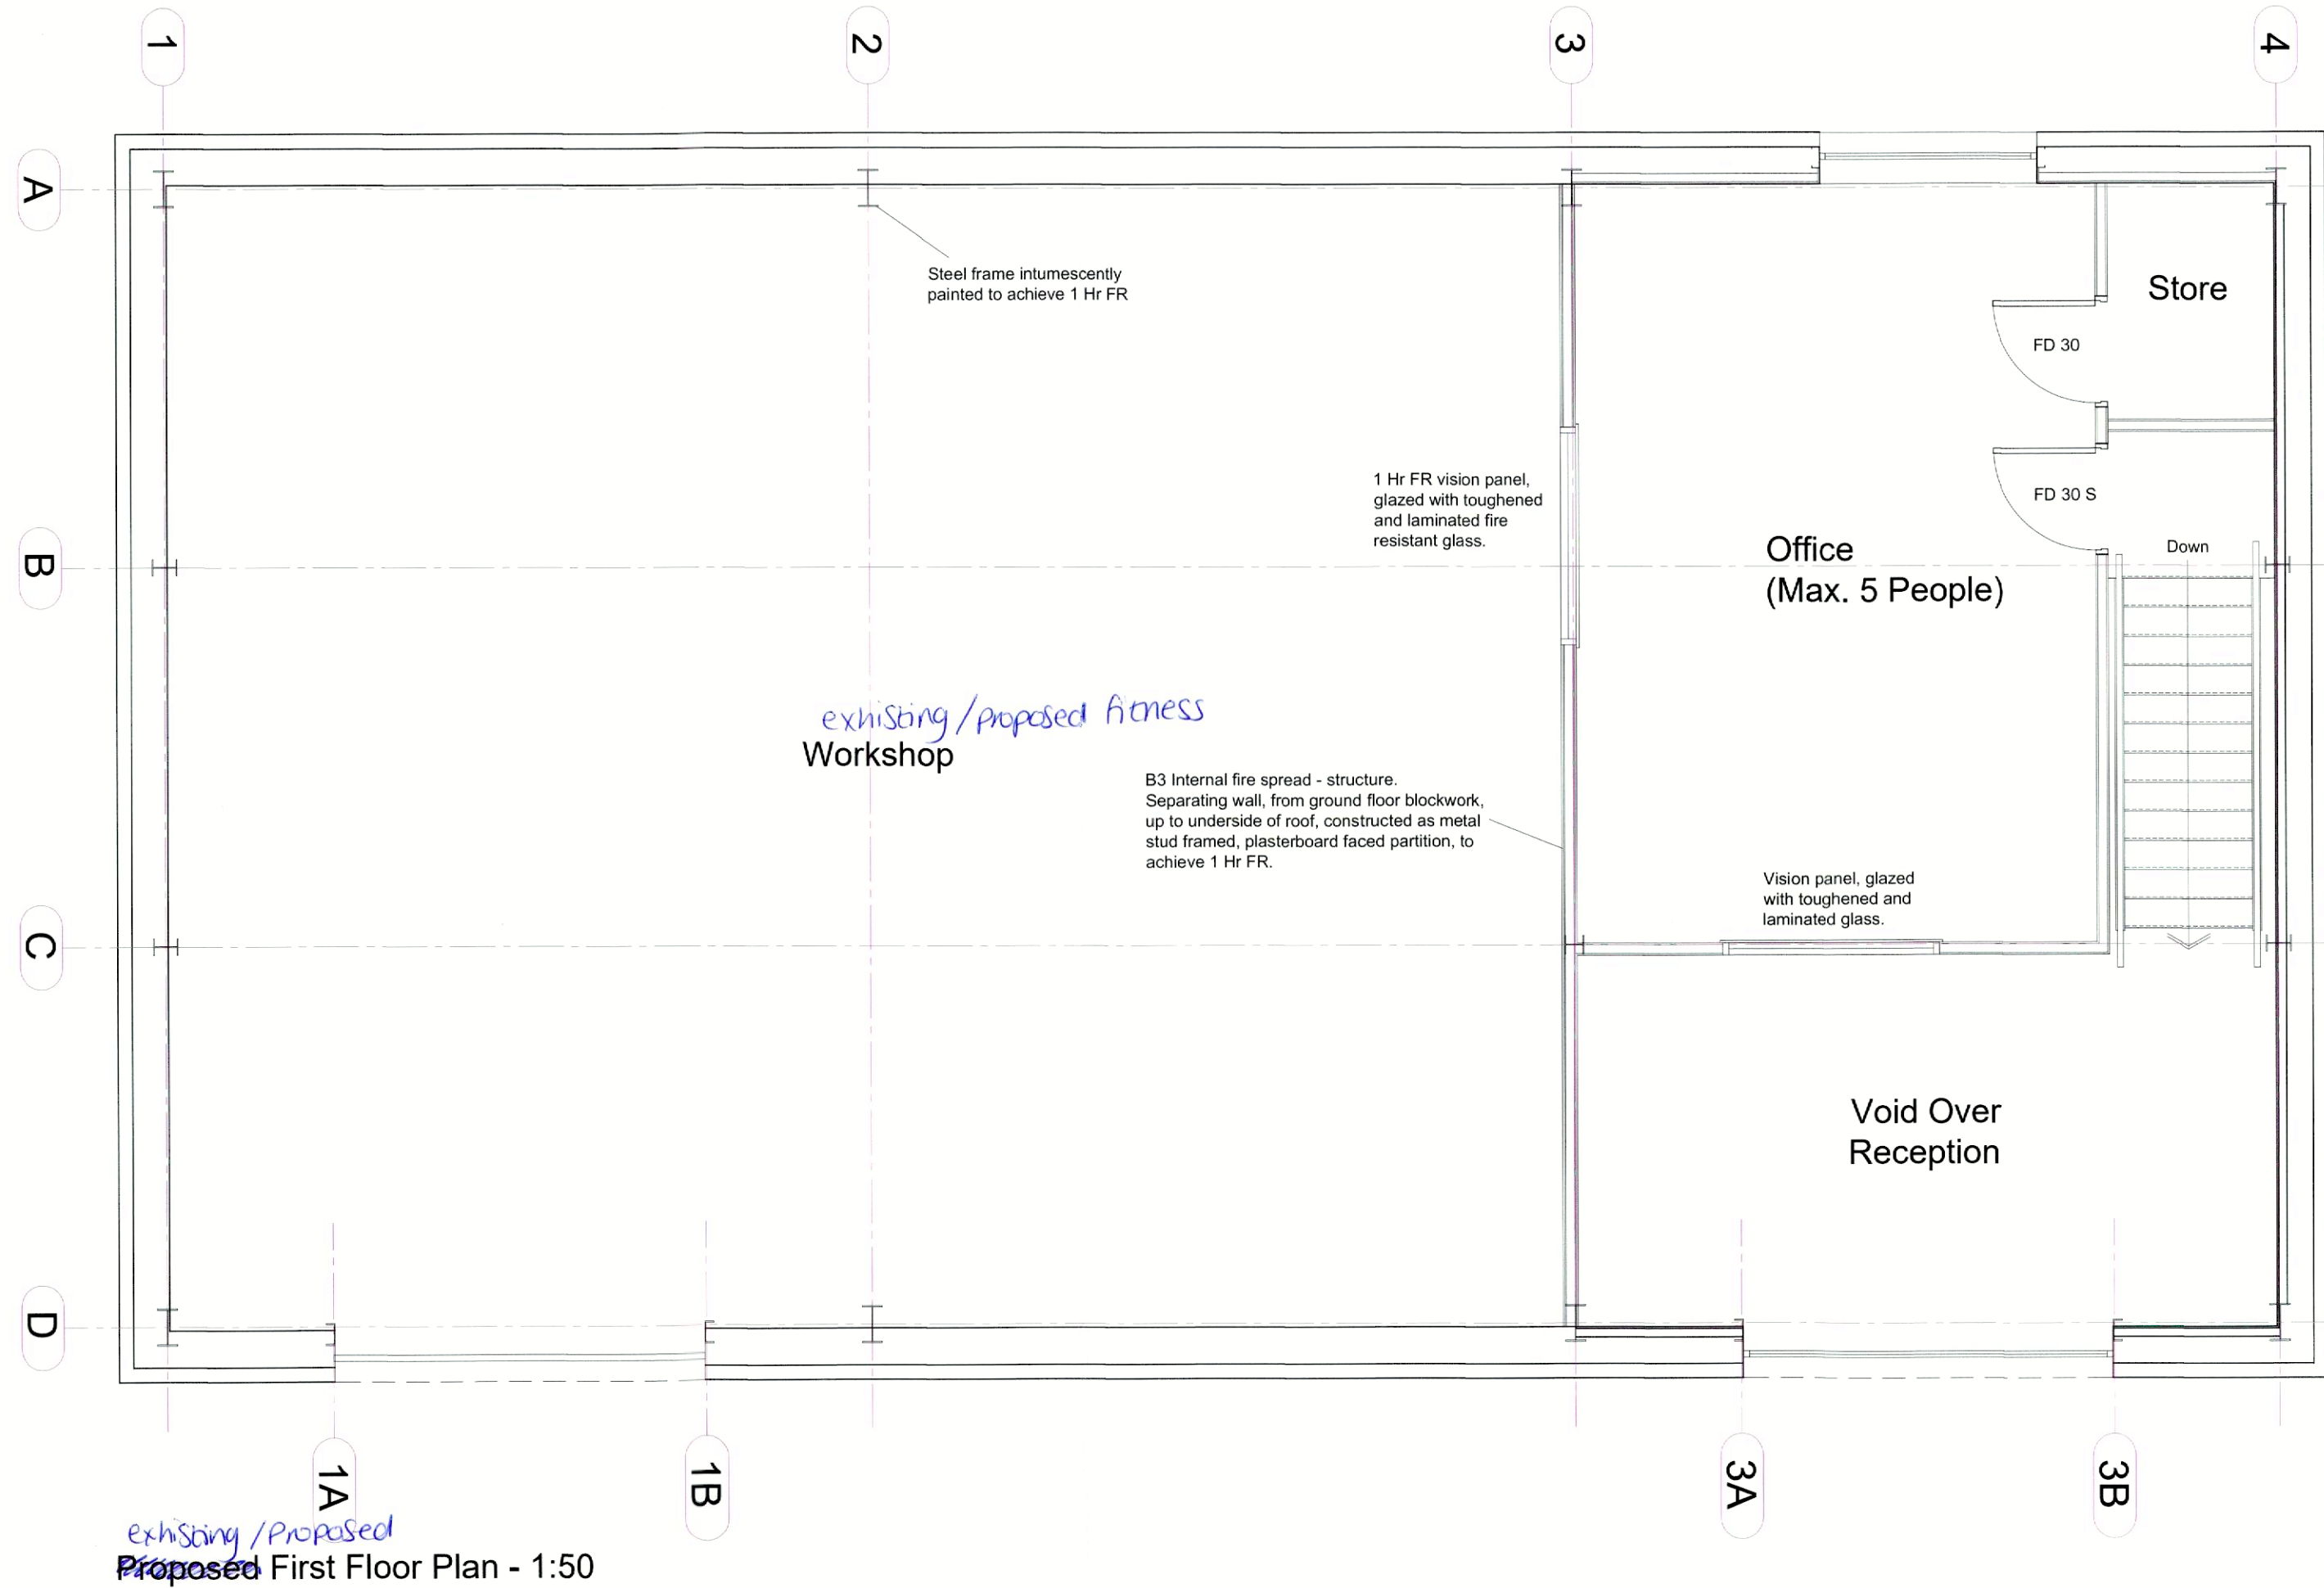 1
2
3
4
A
Steel frame intumescently
painted to achieve 1 Hr FR
Store
FD 30
1 Hr FR vision panel,
glazed with toughened
and laminated fire
resistant glass.
FD 30 S
B
Office
(Max. 5 People)
Down
exhisting/proposed fitness
Workshop
B3 Internal fire spread - structure.
Separating wall, from ground floor blockwork,
up to underside of roof, constructed as metal
stud framed, plasterboard faced partition, to
achieve 1 Hr FR.
Vision panel, glazed
with toughened and
laminated glass.
C
Void Over
Reception
D
1A
1B
3A
3B
exhisting/Proposed
Proposed First Floor Plan - 1:50